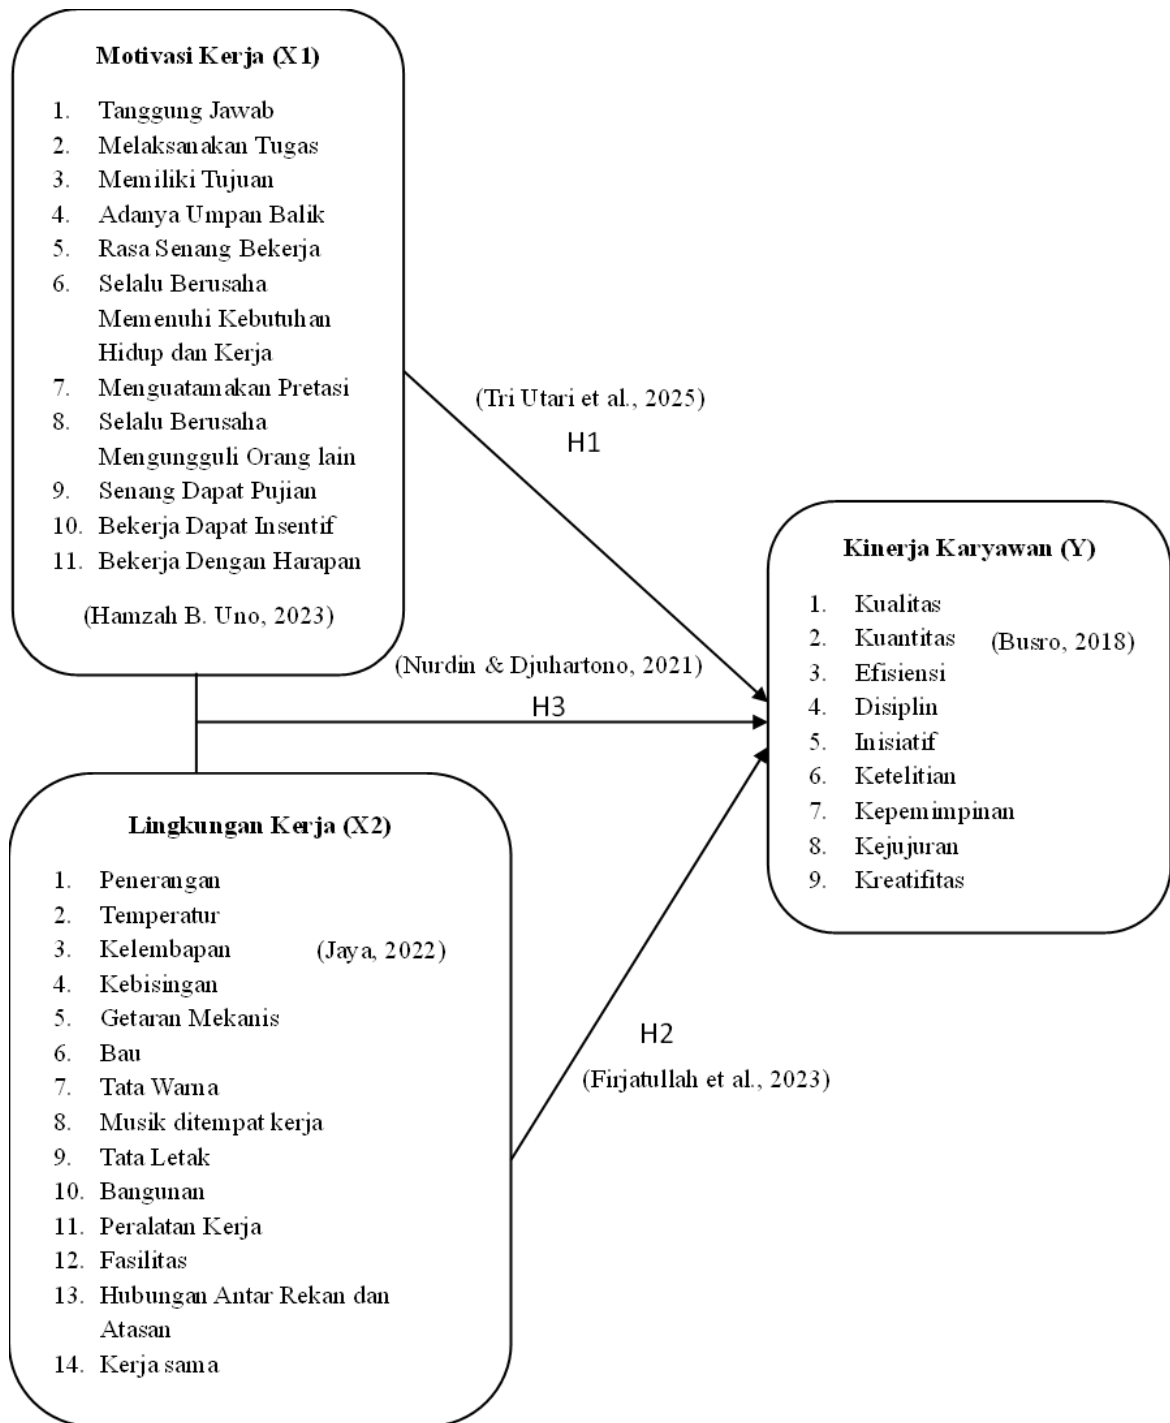 Motivasi Kerja (X1)
1. Tanggung Jawab
2. Melaksanakan Tugas
3. Memiliki Tujuan
4. Adanya Umpan Balik
5. Rasa Senang Bekerja
6. Selalu Berusaha
Memenuhi Kebutuhan
Hidup dan Kerja
7. Menguatamakan Pretasi
8. Selalu Berusaha
Mengungguli Orang lain
9. Senang Dapat Pujian
10. Bekerja Dapat Insentif
11. Bekerja Dengan Harapan
(Hamzah B. Uno, 2023)
(Tri Utari et al., 2025)
H1
(Nurdin & Djuhartono, 2021)
H3
Kinerja Karyawan (Y)
1. Kualitas
2. Kuantitas (Busro, 2018)
3. Efisiensi
4. Disiplin
5. Inisiatif
6. Ketelitian
7. Kepemimpinan
8. Kejujuran
9. Kreatifitas
Lingkungan Kerja (X2)
1. Penerangan
2. Temperatur
3. Kelembapan (Jaya, 2022)
4. Kebisingan
5. Getaran Mekanis
6. Bau
7. Tata Warna
8. Musik ditempat kerja
9. Tata Letak
10. Bangunan
11. Peralatan Kerja
12. Fasilitas
13. Hubungan Antar Rekan dan
Atasan
14. Kerja sama
H2
(Firjatullah et al., 2023)